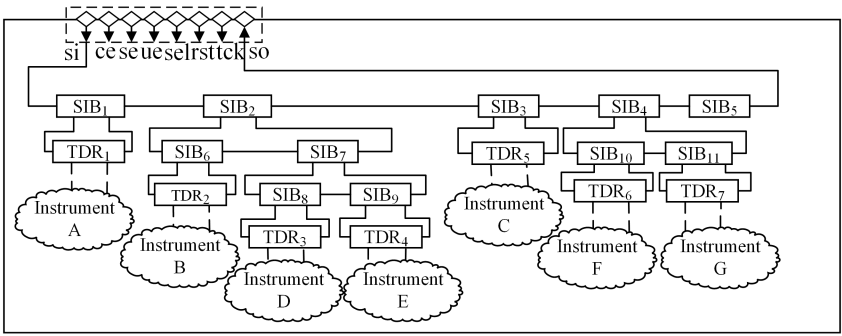 si ce se ue sel rst tck so
SIB1 SIB2 SIB3 SIB4 SIB5
TDR1 SIB6 SIB7 TDR5 SIB10 SIB11
TDR2 SIB8 SIB9 TDR6 TDR7
Instrument A
Instrument C
TDR3 TDR4
Instrument B
Instrument F
Instrument G
Instrument D
Instrument E